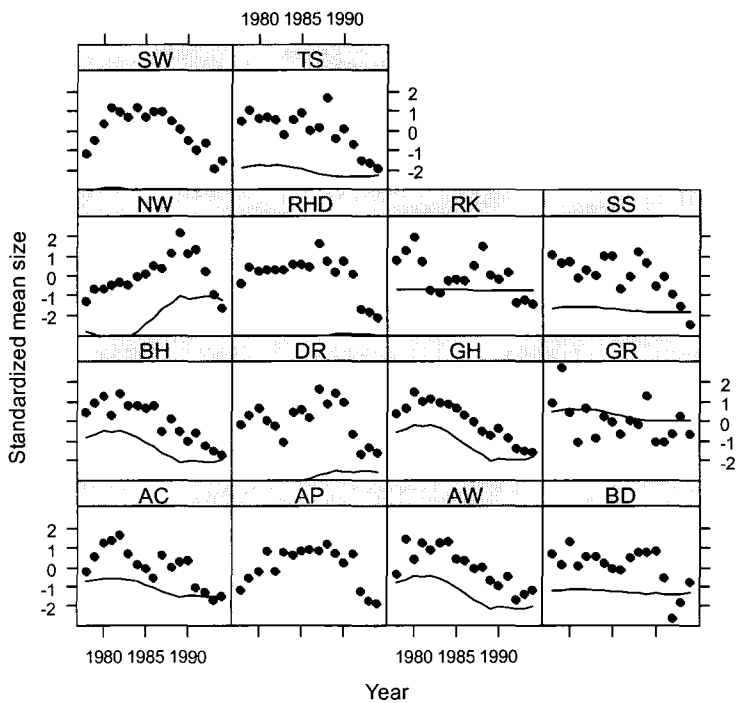 1980 1985 1990
SW TS
2
1
0
-1
-2
NW RHD RK SS
2
1
0
-1
-2
BH DR GH GR
2
1
0
-1
-2
AC AP AW BD
2
1
0
-1
-2
1980 1985 1990 1980 1985 1990
Year
Standardized mean size